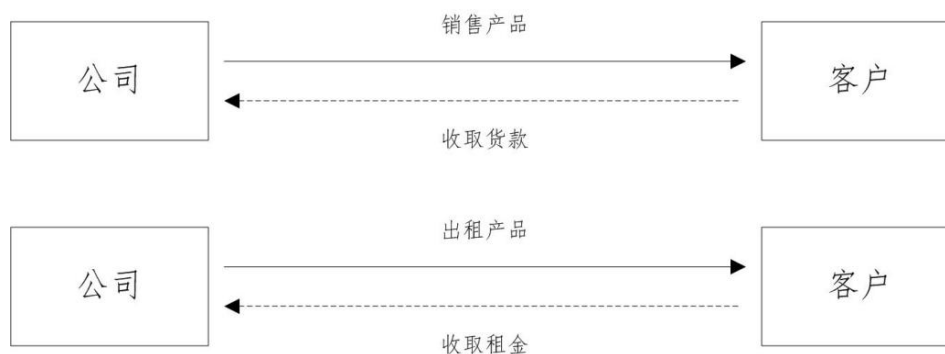 销售产品
公司
客户
收取货款
出租产品
公司
客户
收取租金